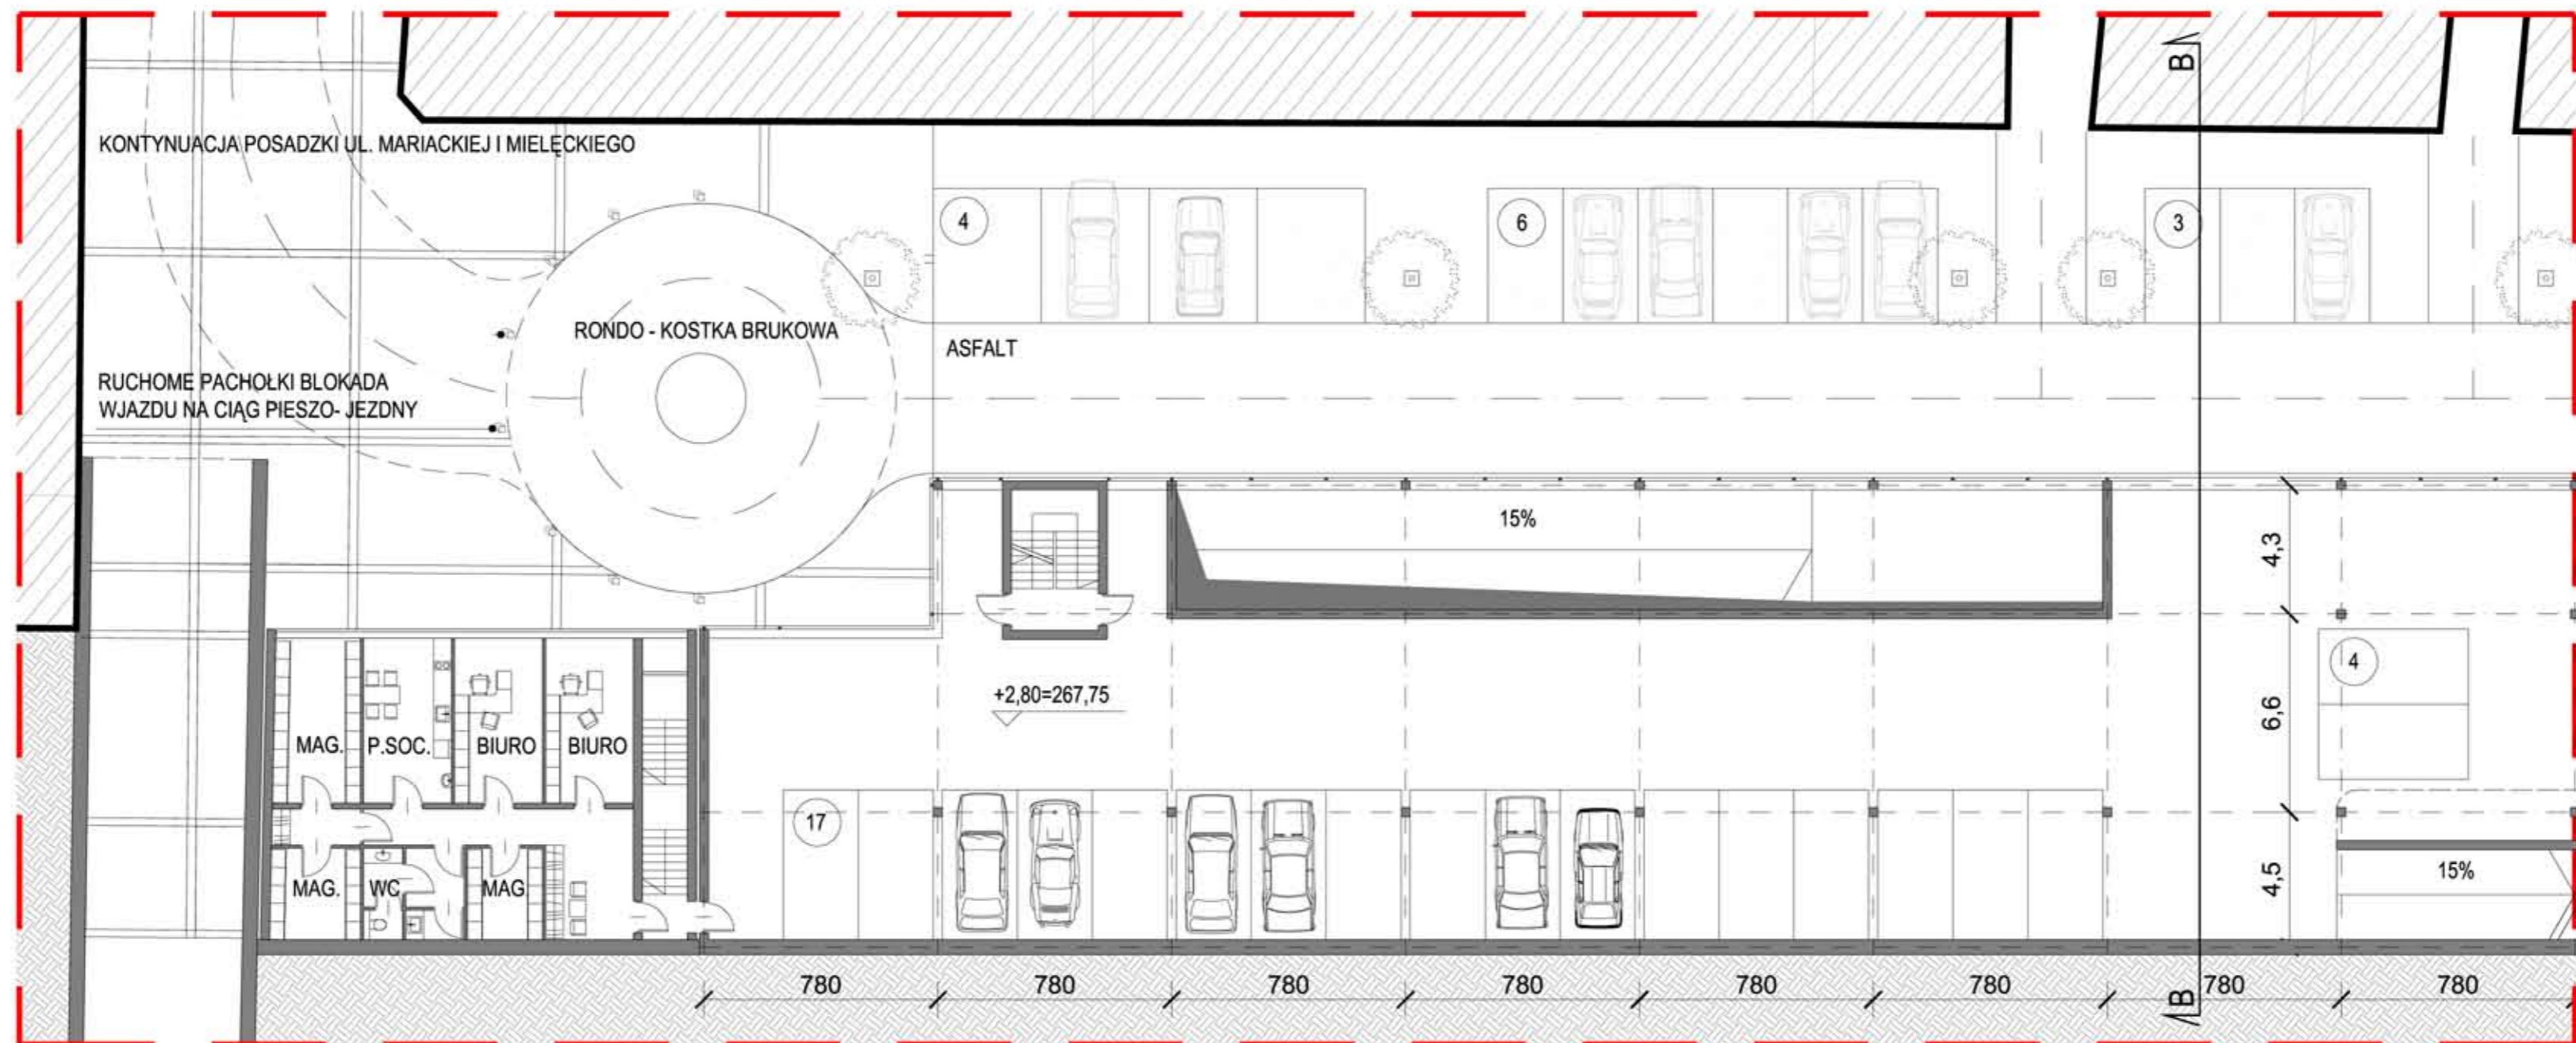 B
KONTYNUACJA POSADZKI UL. MARIACKIEJ I MIELĘCKIEGO
4
6
3
RONDO - KOSTKA BRUKOWA
ASFALT
RUCHOME PACHOŁKI BLOKADA
WJAZDU NA CIĄG PIESZO- JEZDNY
15%
4,3
4
+2,80=267,75
6,6
MAG.
P.SOC.
BIURO
BIURO
17
15%
4,5
MAG.
WC
MAG
780
780
780
780
780
780
780
780
B